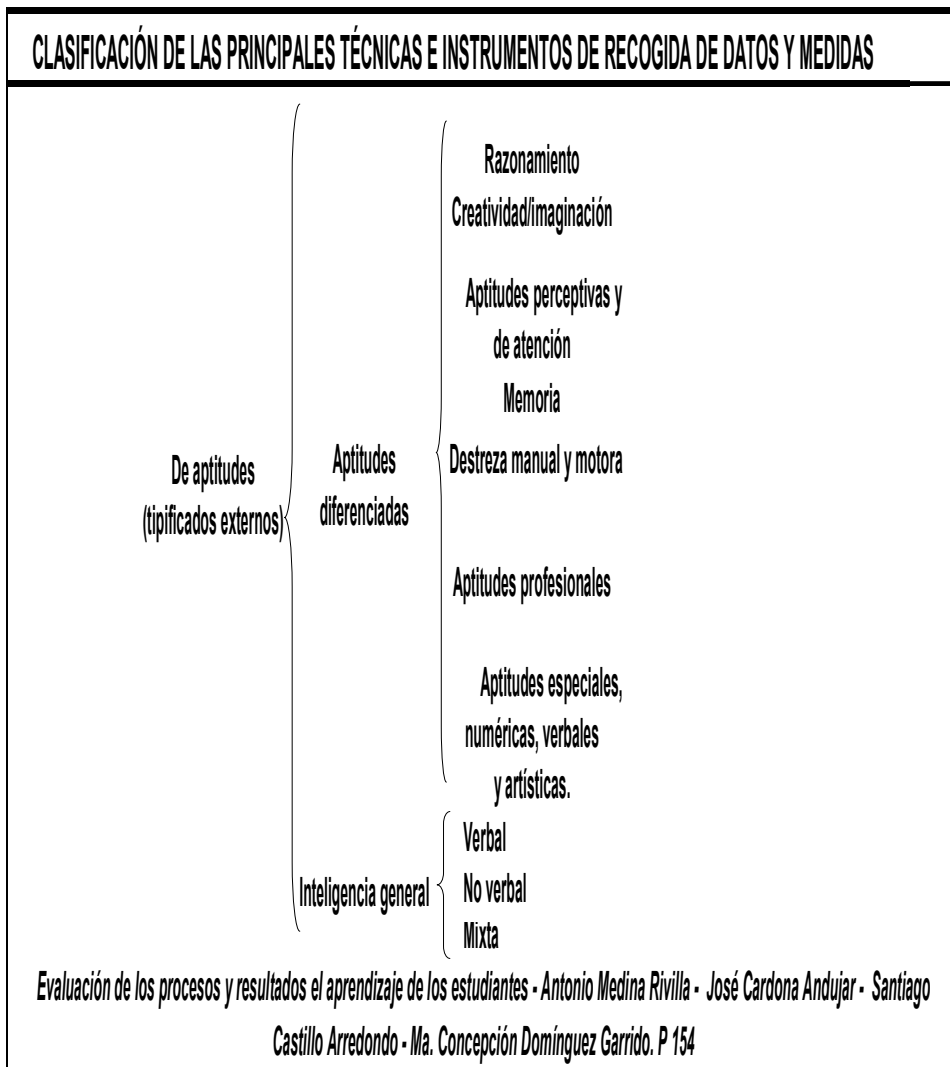 CLASIFICACIÓN DE LAS PRINCIPALES TÉCNICAS E INSTRUMENTOS DE RECOGIDA DE DATOS Y MEDIDAS
De aptitudes
(tipificados externos)
Aptitudes
diferenciadas
Razonamiento
Creatividad/imaginación
Aptitudes perceptivas y
de atención
Memoria
Destreza manual y motora
Aptitudes profesionales
Aptitudes especiales,
numéricas, verbales
y artísticas.
Inteligencia general
Verbal
No verbal
Mixta
Evaluación de los procesos y resultados el aprendizaje de los estudiantes - Antonio Medina Rivilla - José Cardona Andujar - Santiago
Castillo Arredondo - Ma. Concepción Domínguez Garrido. P 154